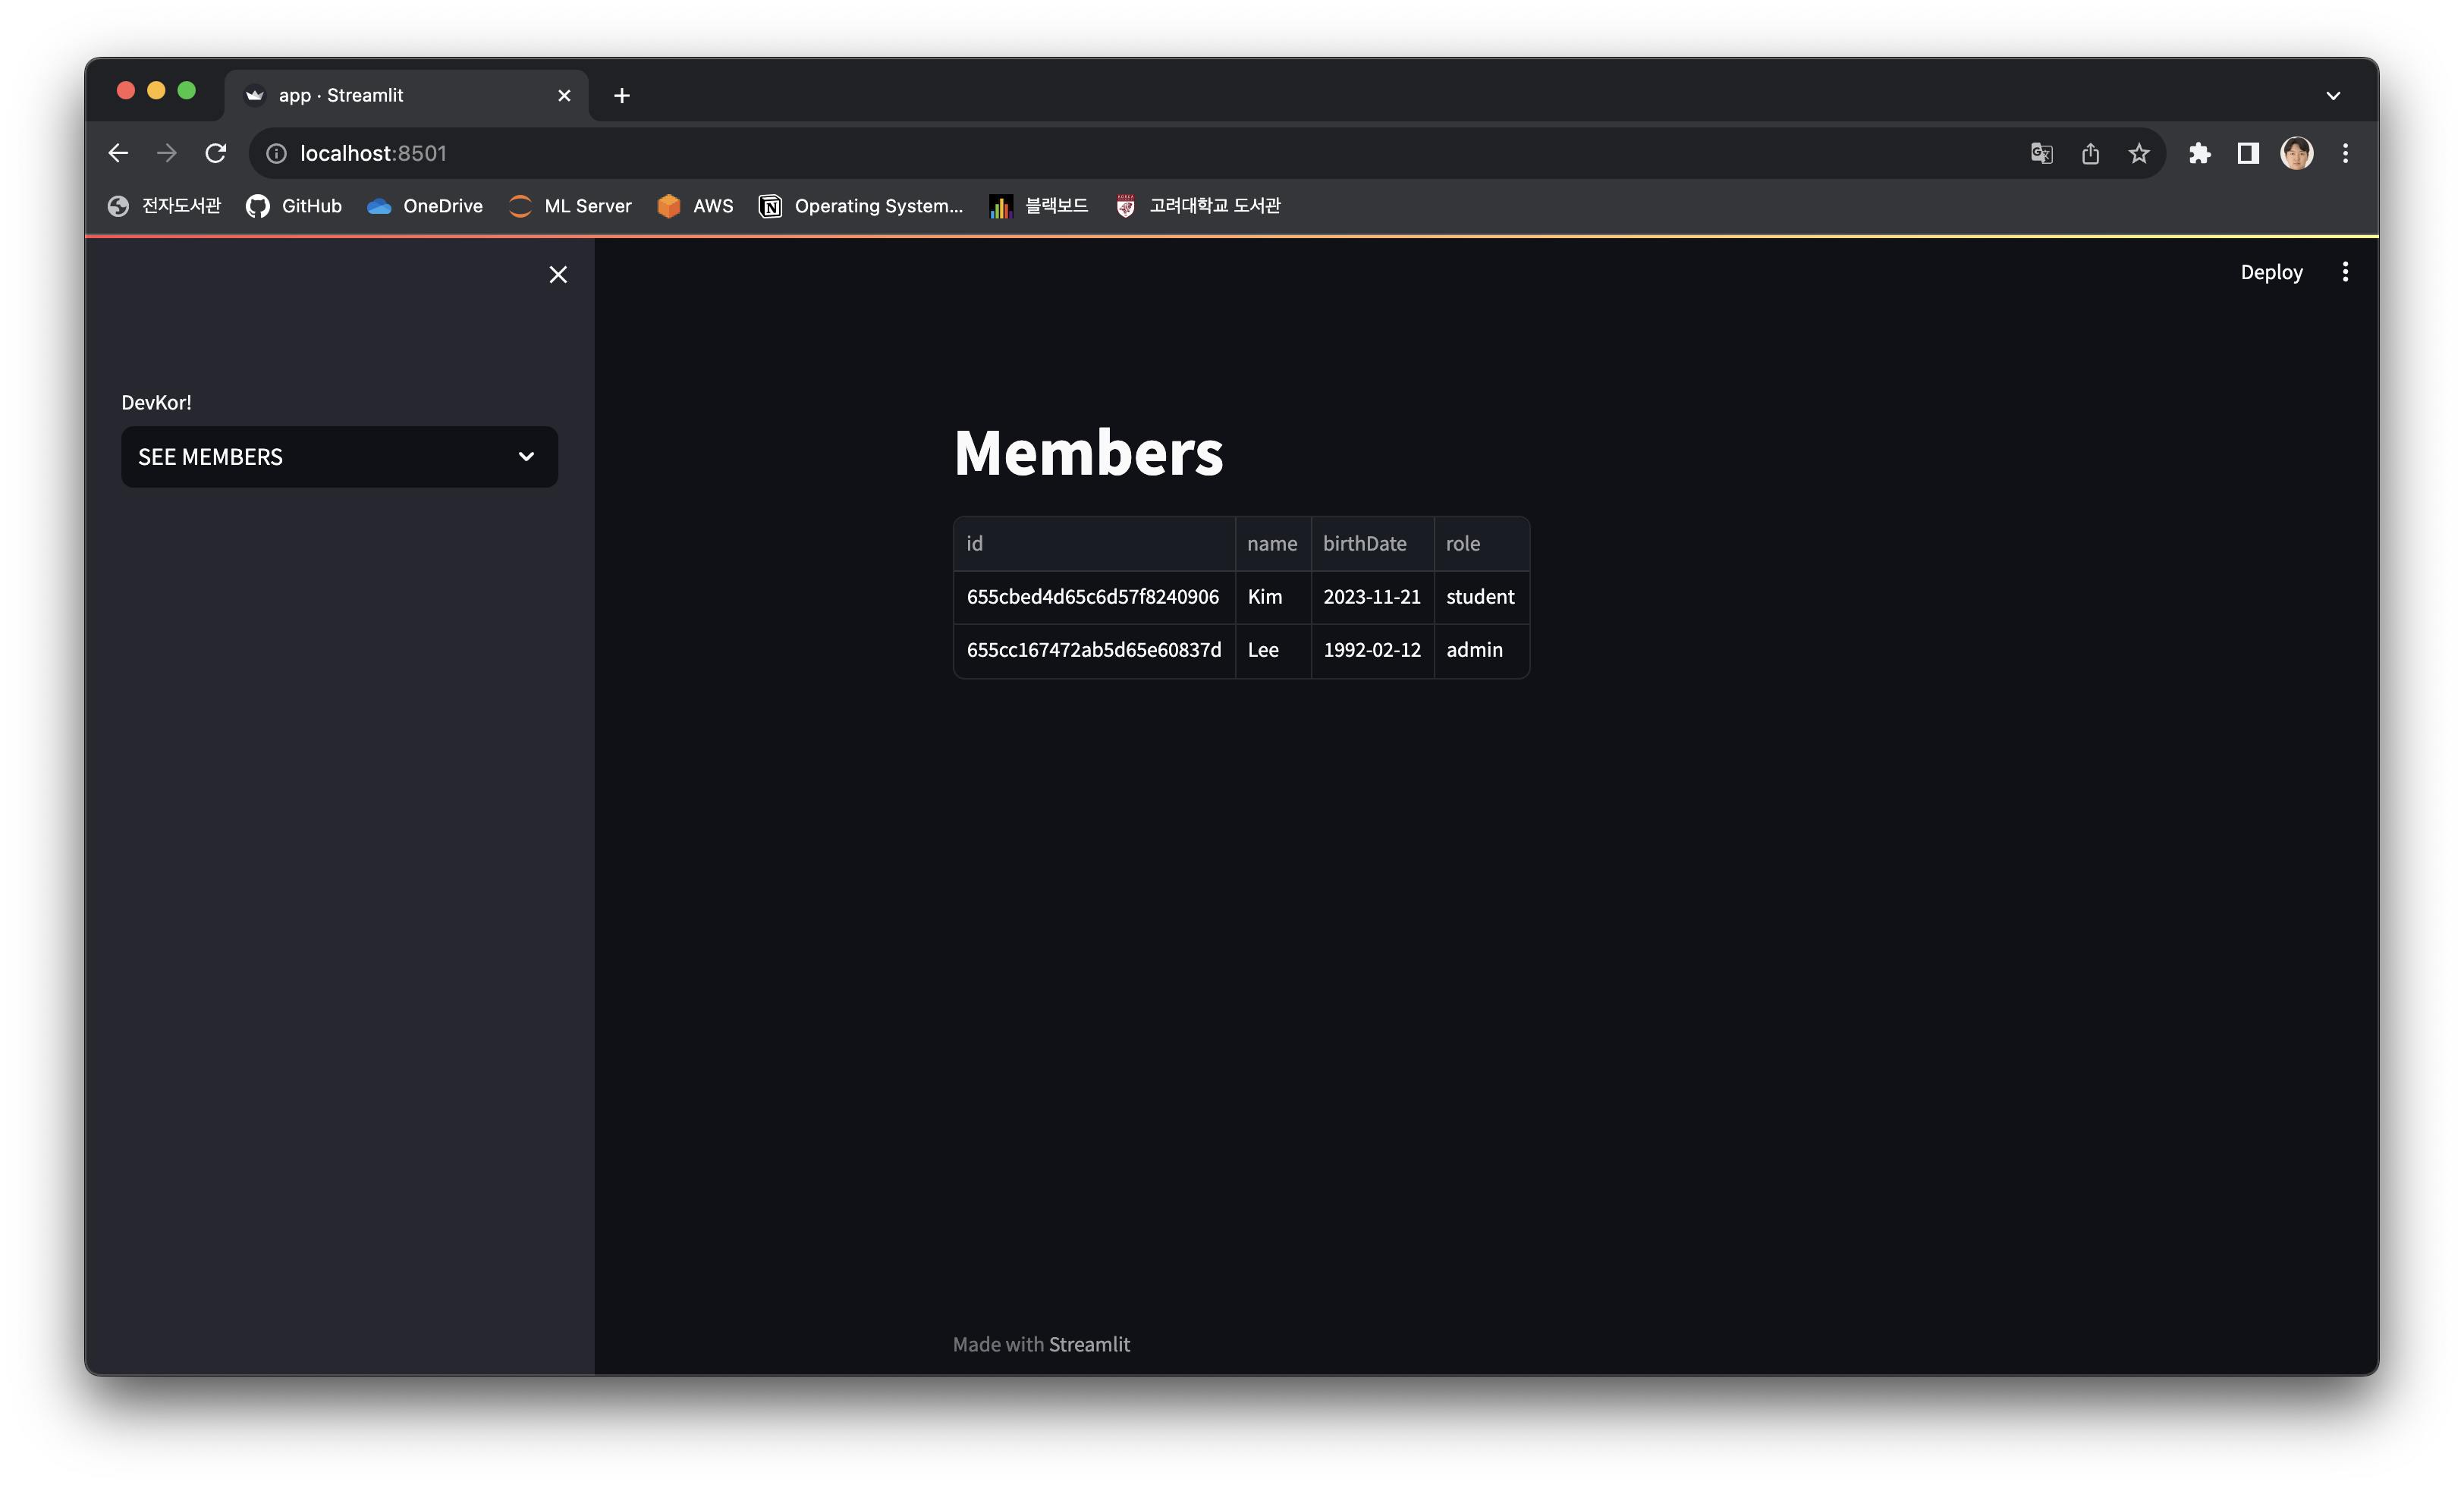 app · Streamlit
localhost:8501
전자도서관 GitHub OneDrive ML Server AWS Operating System... 블랙보드 고려대학교 도서관
Deploy
DevKor!
SEE MEMBERS
Members
id name birthDate role
655cbed4d65c6d57f8240906 Kim 2023-11-21 student
655cc167472ab5d65e60837d Lee 1992-02-12 admin
Made with Streamlit